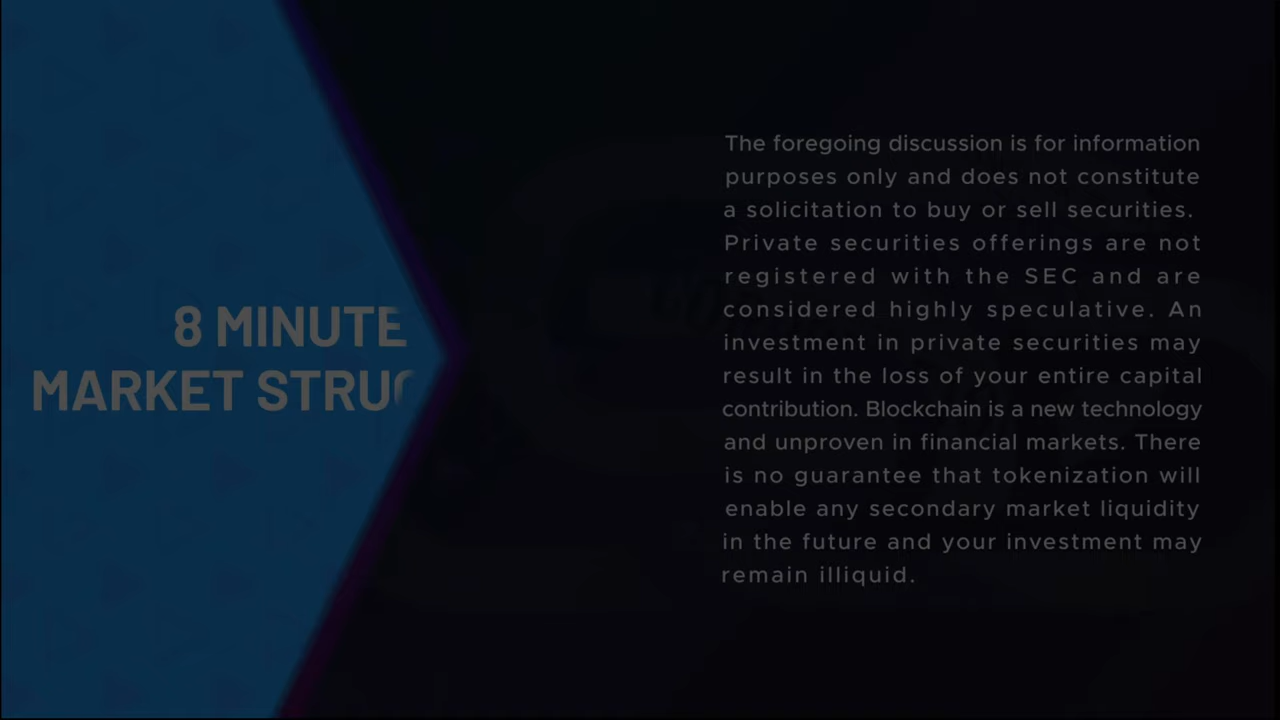 8 MINUTE
MARKET STRUC
The foregoing discussion is for information
purposes only and does not constitute
a solicitation to buy or sell securities.
Private securities offerings are not
registered with the SEC and are
considered highly speculative. An
investment in private securities may
result in the loss of your entire capital
contribution. Blockchain is a new technology
and unproven in financial markets. There
is no guarantee that tokenization will
enable any secondary market liquidity
in the future and your investment may
remain illiquid.